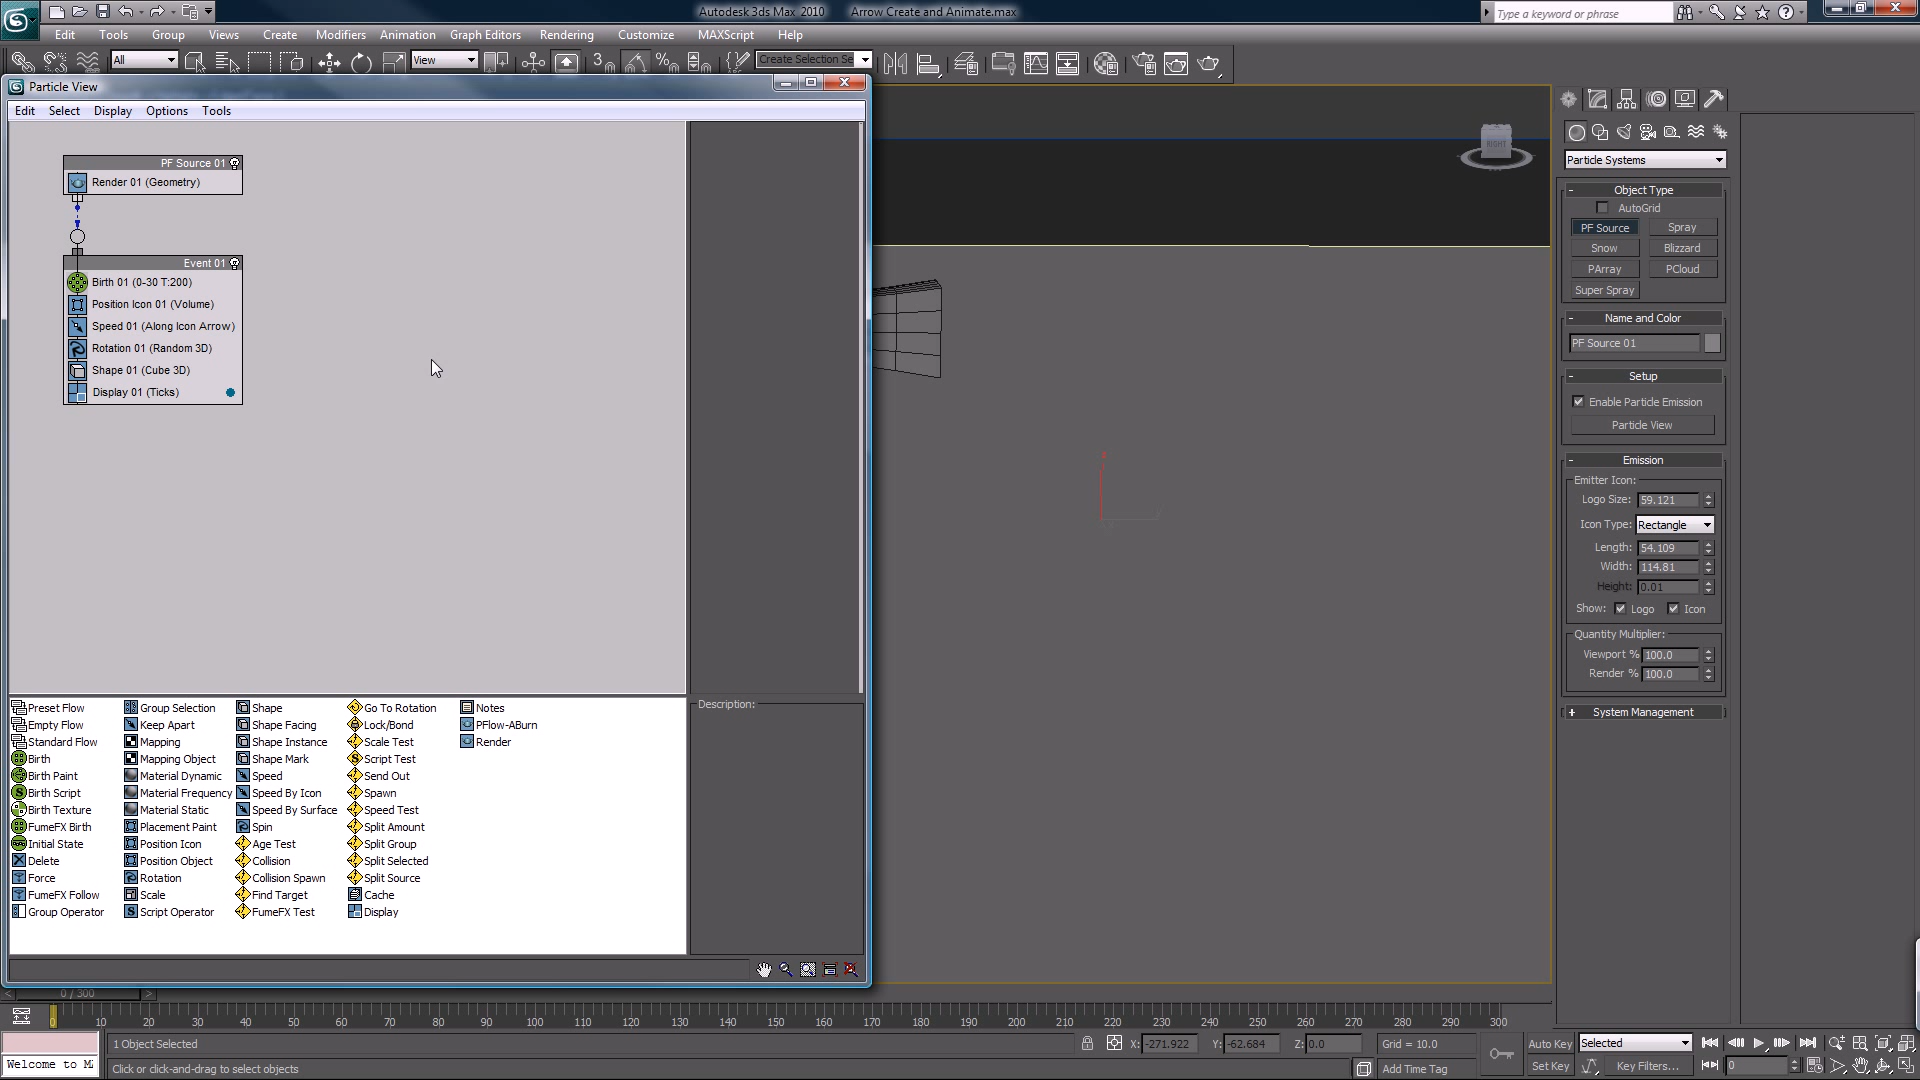 Autodesk 3ds Max 2010 Arrow Create and Animate.max
Type a keyword or phrase
Edit Tools Group Views Create Modifiers Animation Graph Editors Rendering Customize MAXScript Help
All View Create Selection Se
Particle View
Edit Select Display Options Tools
PF Source 01
Render 01 (Geometry)
Event 01
Birth 01 (0-30 T:200)
Position Icon 01 (Volume)
Speed 01 (Along Icon Arrow)
Rotation 01 (Random 3D)
Shape 01 (Cube 3D)
Display 01 (Ticks)
Preset Flow Group Selection Shape Go To Rotation Notes
Empty Flow Keep Apart Shape Facing Lock/Bond PFlow-ABurn
Standard Flow Mapping Shape Instance Scale Test Render
Birth Mapping Object Shape Mark Script Test
Birth Paint Material Dynamic Speed Send Out
Birth Script Material Frequency Speed By Icon Spawn
Birth Texture Material Static Speed By Surface Speed Test
FumeFX Birth Placement Paint Spin Split Amount
Initial State Position Icon Age Test Split Group
Delete Position Object Collision Split Selected
Force Rotation Collision Spawn Split Source
FumeFX Follow Scale Find Target Cache
Group Operator Script Operator FumeFX Test Display
Description:
RIGHT
Particle Systems
- Object Type
AutoGrid
PF Source Spray
Snow Blizzard
PArray PCloud
Super Spray
- Name and Color
PF Source 01
- Setup
Enable Particle Emission
Particle View
- Emission
Emitter Icon:
Logo Size: 59.121
Icon Type: Rectangle
Length: 54.109
Width: 114.81
Height: 0.01
Show: Logo Icon
Quantity Multiplier:
Viewport % 100.0
Render % 100.0
+ System Management
< 0 / 300 >
0 10 20 30 40 50 60 70 80 90 100 110 120 130 140 150 160 170 180 190 200 210 220 230 240 250 260 270 280 290 300
1 Object Selected X: -271.922 Y: -62.684 Z: 0.0 Grid = 10.0 Auto Key Selected
Welcome to M Click or click-and-drag to select objects Add Time Tag Set Key Key Filters... 0